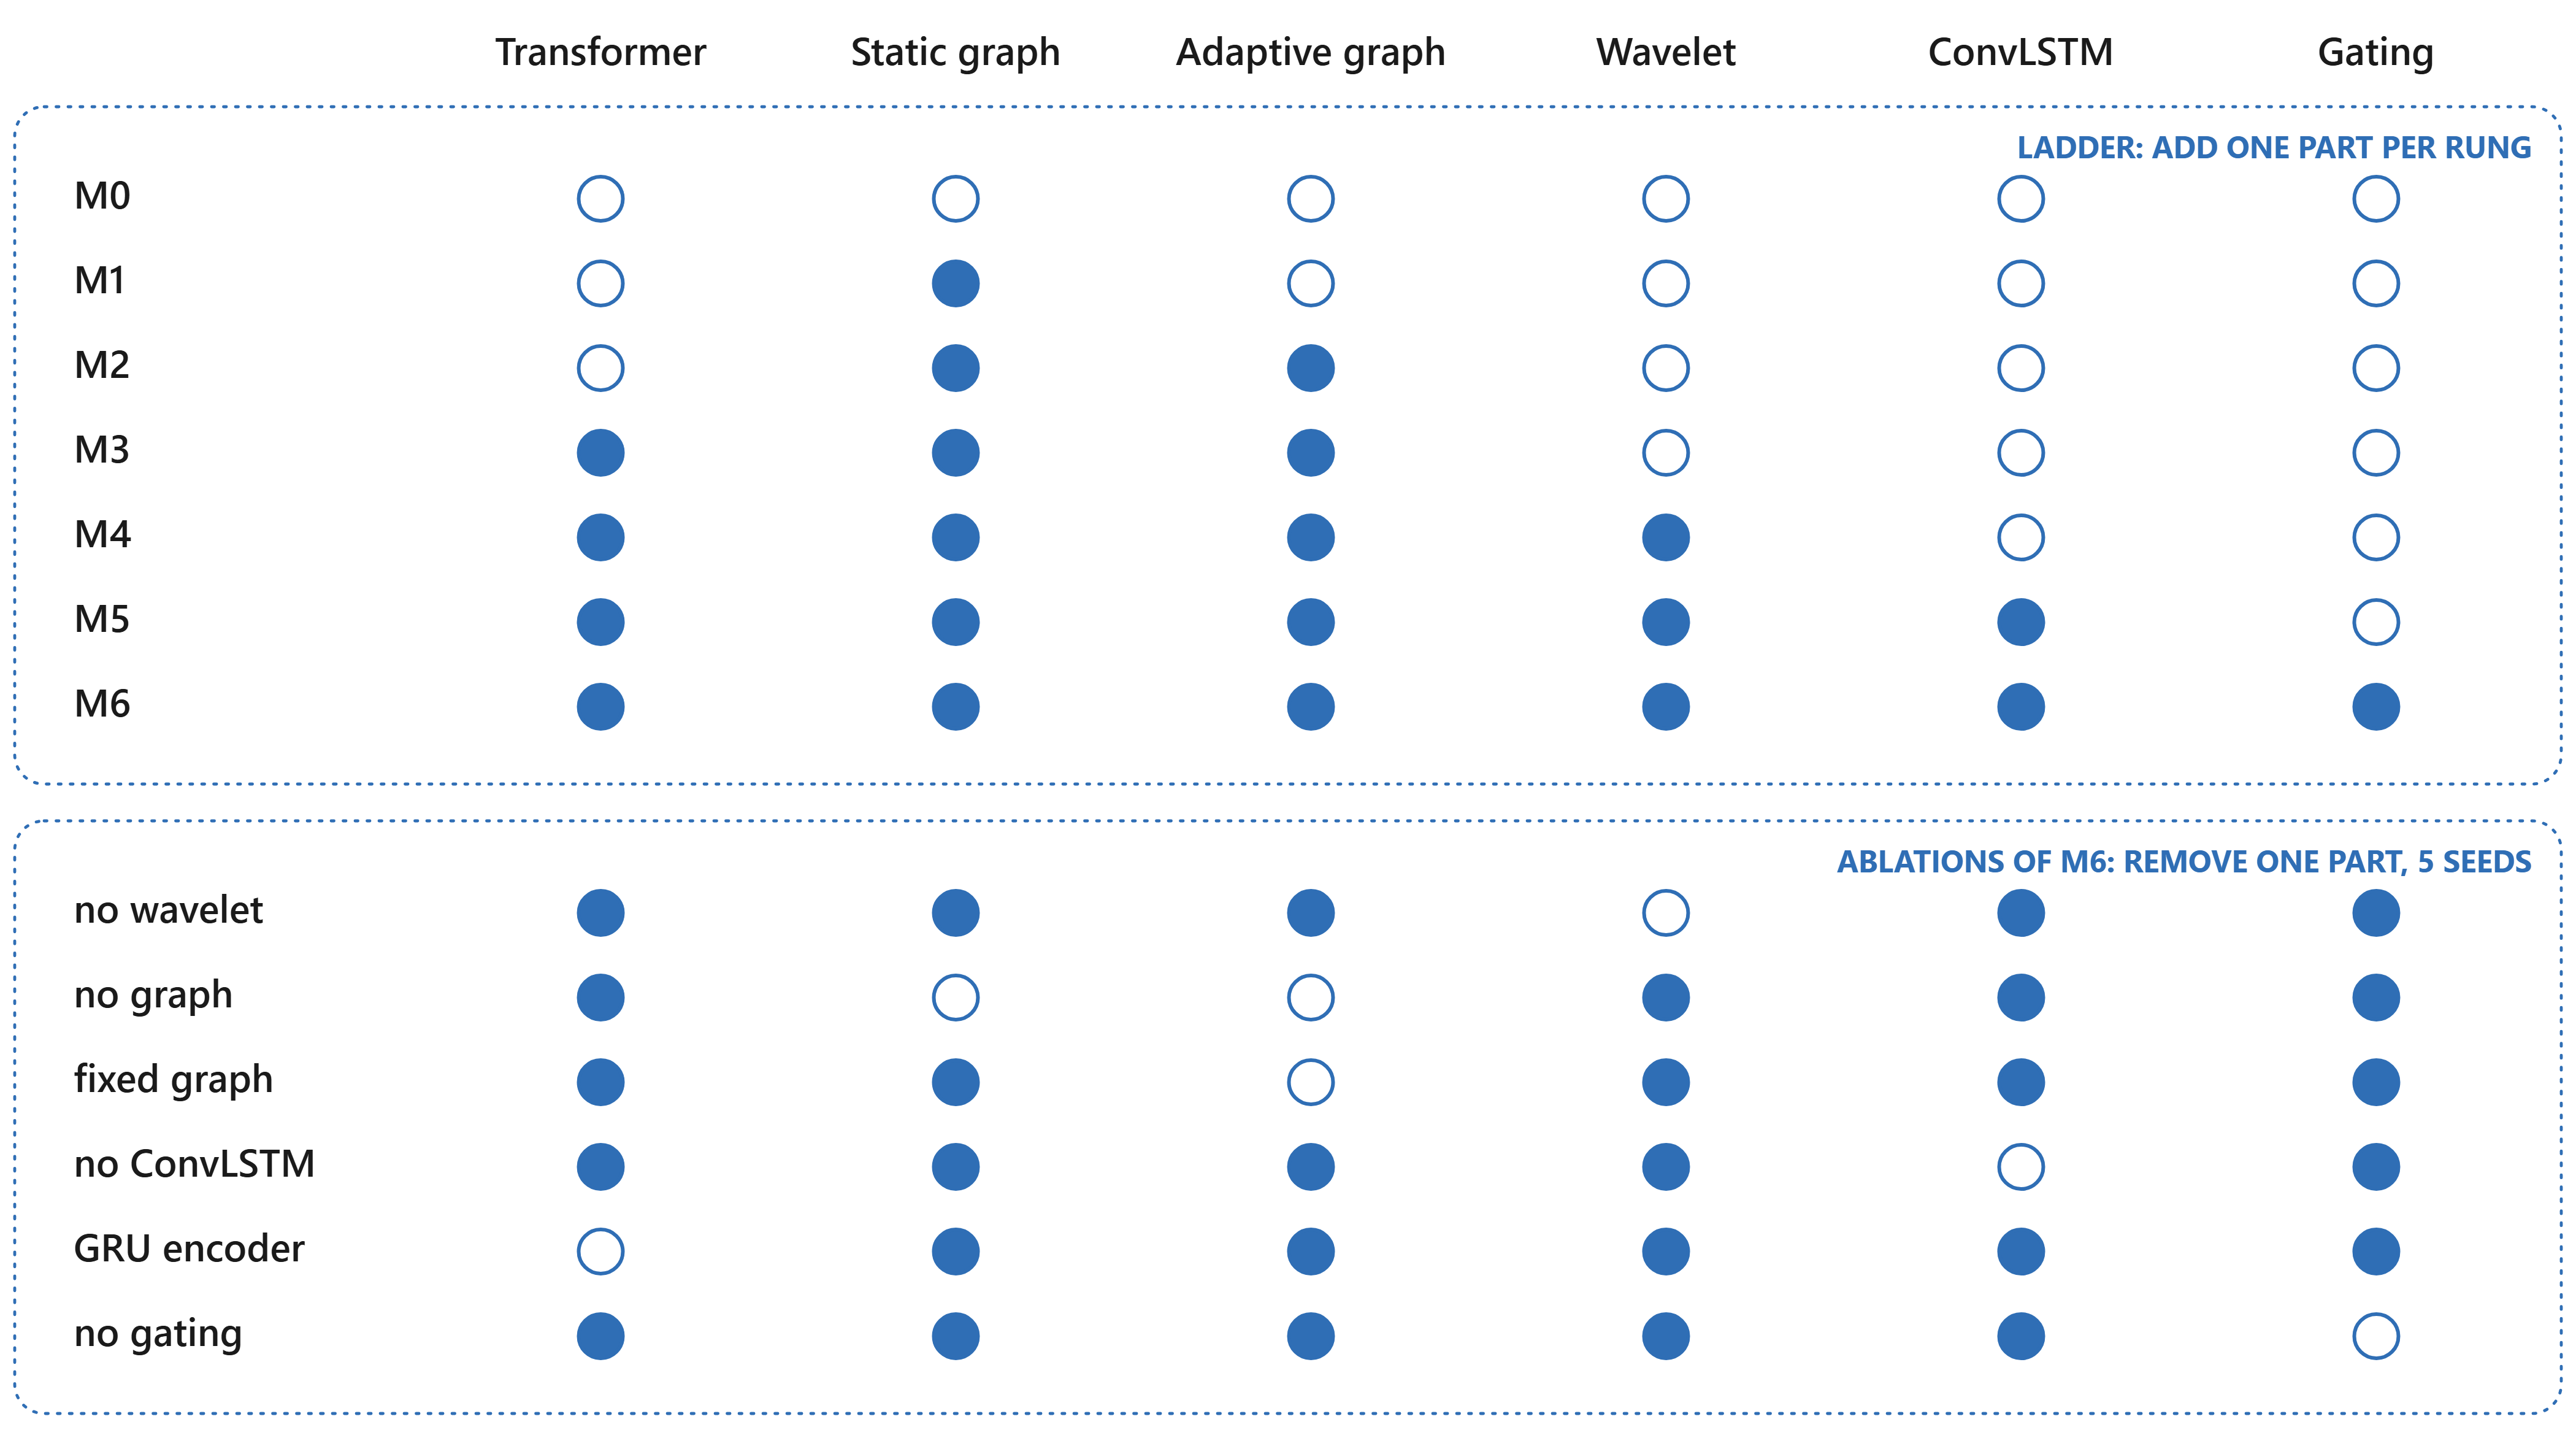 Transformer Static graph Adaptive graph Wavelet ConvLSTM Gating
LADDER: ADD ONE PART PER RUNG
M0
M1
M2
M3
M4
M5
M6
ABLATIONS OF M6: REMOVE ONE PART, 5 SEEDS
no wavelet
no graph
fixed graph
no ConvLSTM
GRU encoder
no gating